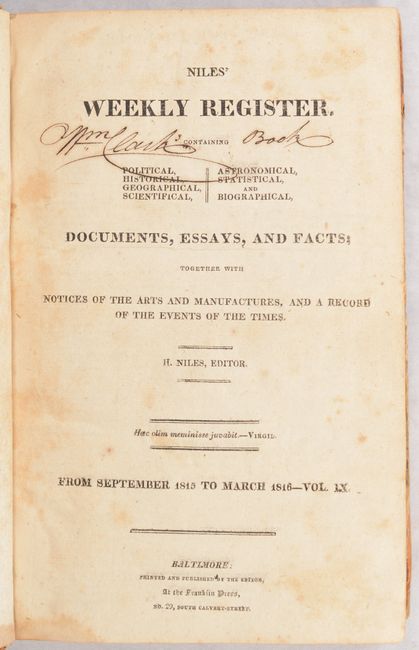 NILES'
WEEKLY REGISTER.
Wm Clark's CONTAINING Book
POLITICAL, ASTRONOMICAL,
HISTORICAL, STATISTICAL,
GEOGRAPHICAL, AND
SCIENTIFICAL, BIOGRAPHICAL,
DOCUMENTS, ESSAYS, AND FACTS;
TOGETHER WITH
NOTICES OF THE ARTS AND MANUFACTURES, AND A RECORD
OF THE EVENTS OF THE TIMES.
H. NILES, EDITOR.
Hæc olim meminisse juvabit.—VIRGIL.
FROM SEPTEMBER 1815 TO MARCH 1816—VOL. IX.
BALTIMORE:
PRINTED AND PUBLISHED BY THE EDITOR,
At the Franklin Press,
NO. 29, SOUTH CALVERT-STREET.